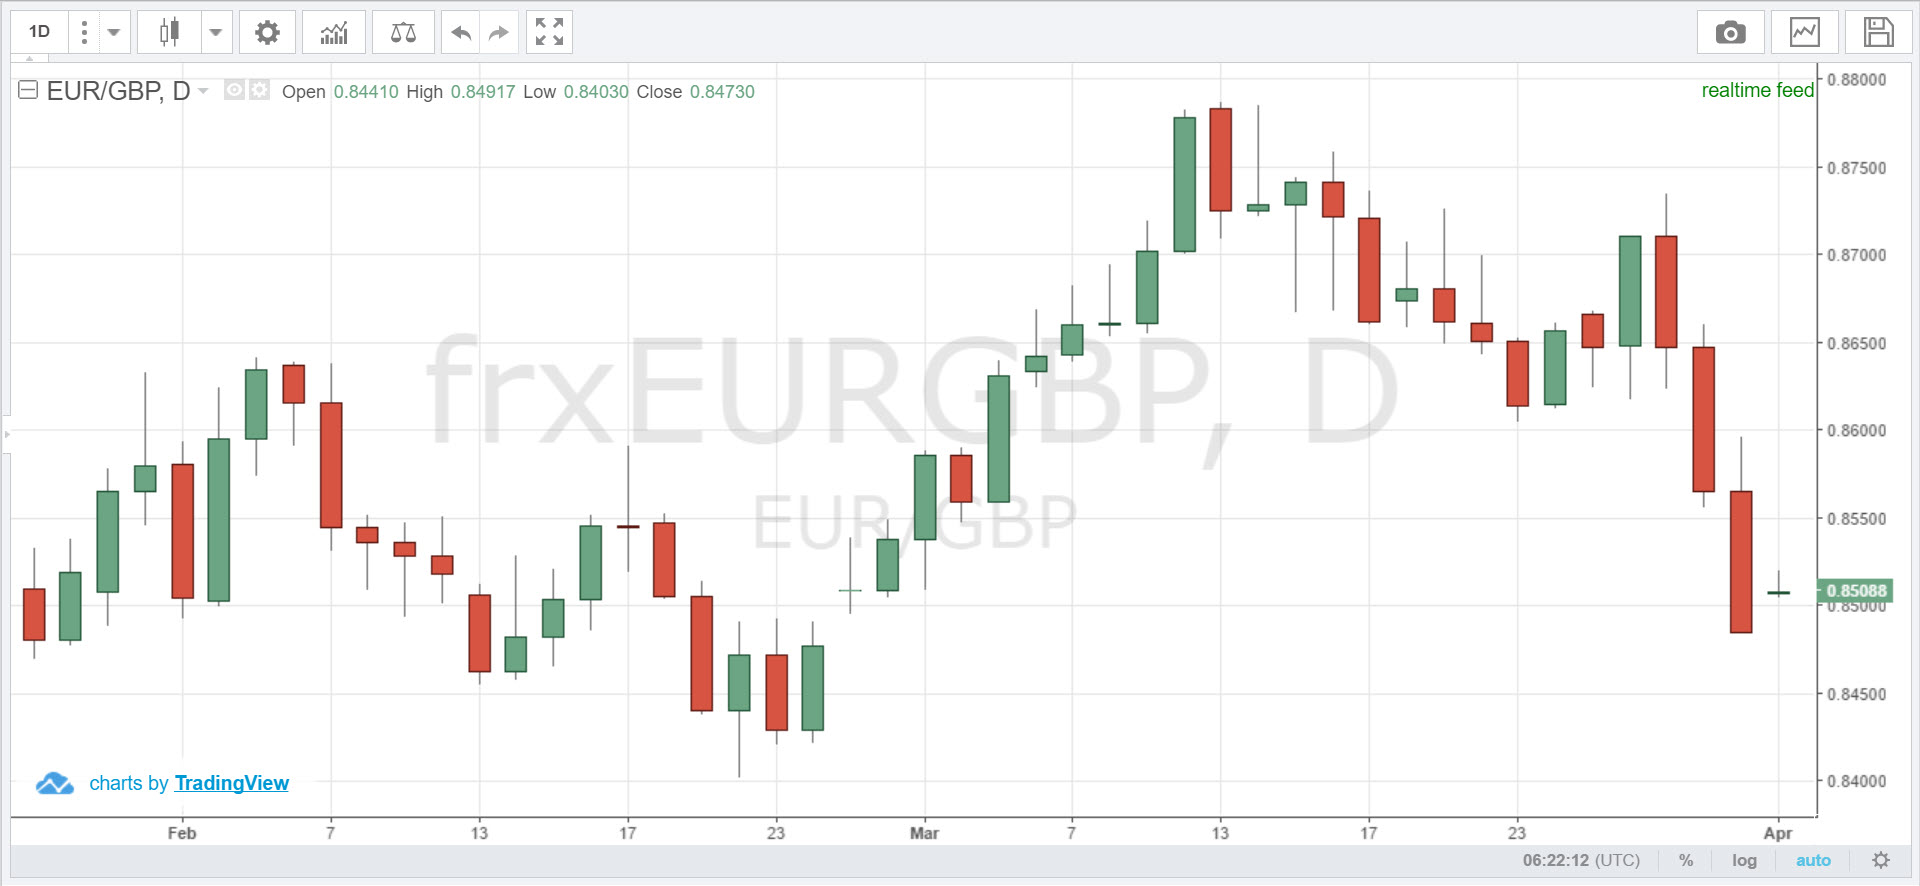 1D
EUR/GBP, D Open 0.84410 High 0.84917 Low 0.84030 Close 0.84730
realtime feed
0.88000
0.87500
0.87000
0.86500
0.86000
0.85500
0.85088
0.85000
0.84500
0.84000
frxEURGBP, D
EUR/GBP
charts by TradingView
Feb 7 13 17 23 Mar 7 13 17 23 Apr
06:22:12 (UTC) % log auto